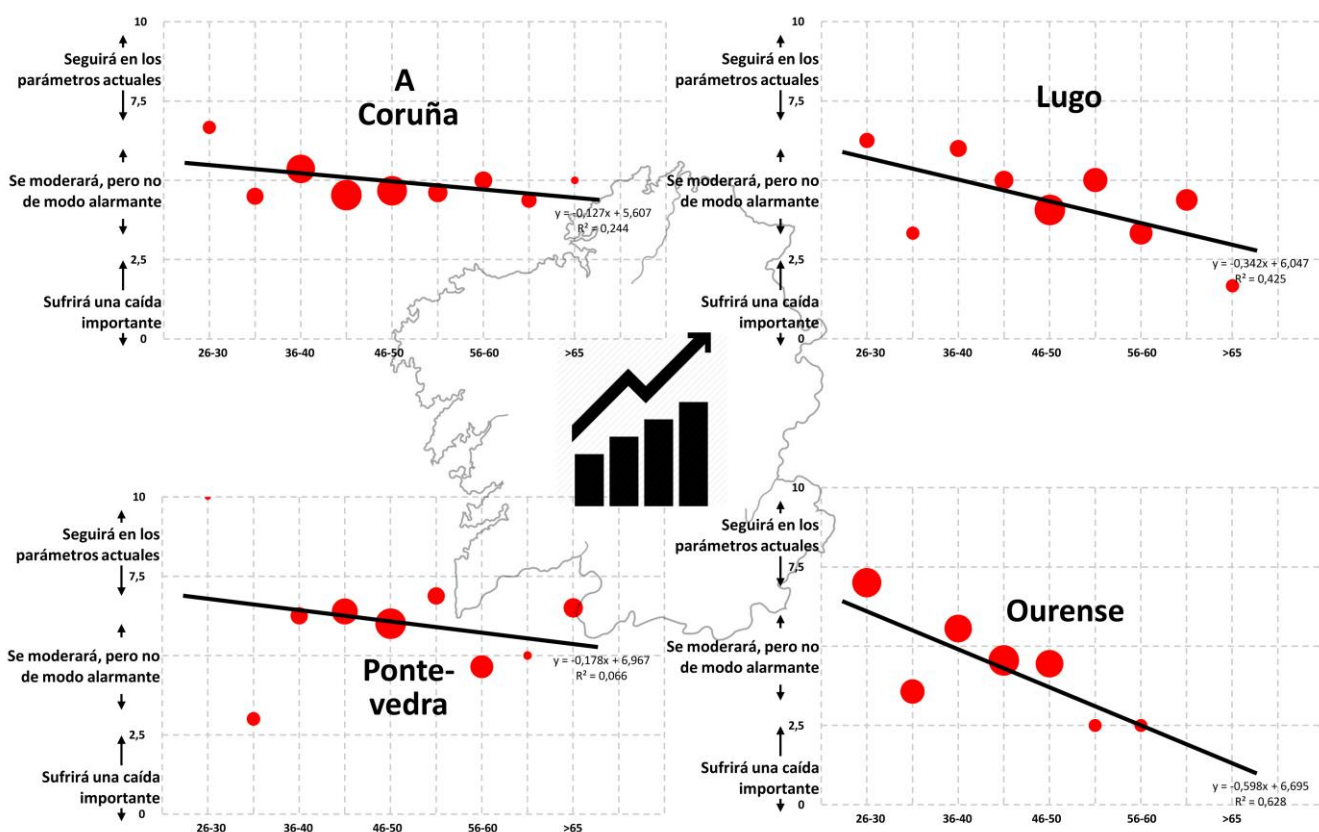 10
Seguirá en los
parámetros actuales
7,5
Se moderará, pero no
de modo alarmante
2,5
Sufrirá una caída
importante
0
A
Coruña
y = -0,127x + 5,607
R² = 0,244
26-30 36-40 46-50 56-60 >65
10
Seguirá en los
parámetros actuales
7,5
Se moderará, pero no
de modo alarmante
2,5
Sufrirá una caída
importante
0
Lugo
y = -0,342x + 6,047
R² = 0,425
26-30 36-40 46-50 56-60 >65
10
Seguirá en los
parámetros actuales
7,5
Se moderará, pero no
de modo alarmante
2,5
Sufrirá una caída
importante
0
Ponte-
vedra
y = -0,178x + 6,967
R² = 0,066
26-30 36-40 46-50 56-60 >65
10
Seguirá en los
parámetros actuales
7,5
Se moderará, pero no
de modo alarmante
2,5
Sufrirá una caída
importante
0
Ourense
y = -0,598x + 6,695
R² = 0,628
26-30 36-40 46-50 56-60 >65